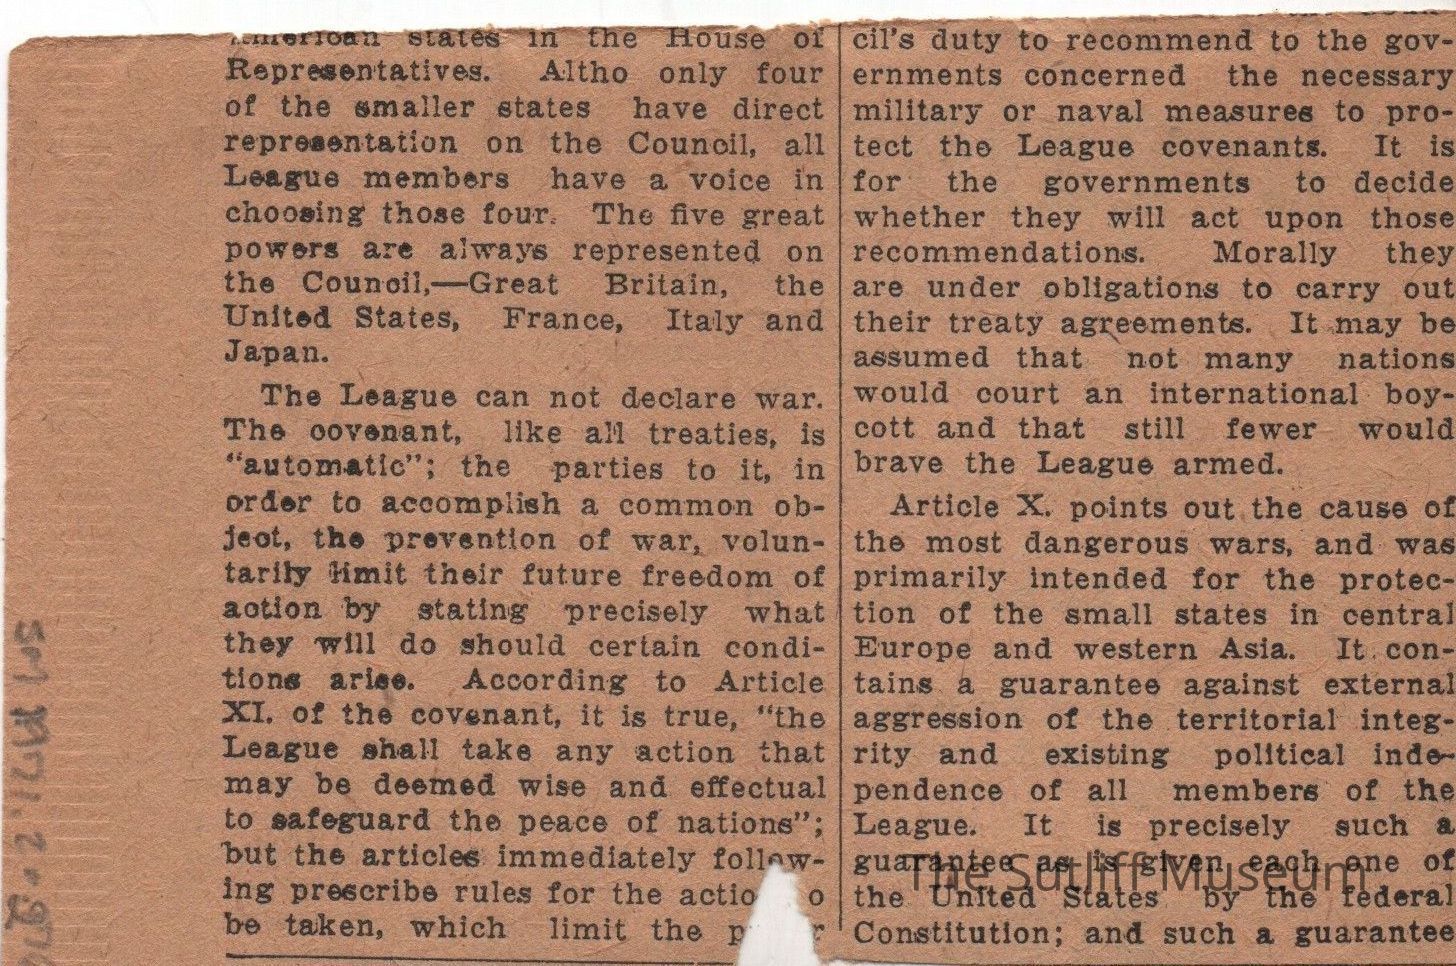 American states in the House of
Representatives. Altho only four
of the smaller states have direct
representation on the Council, all
League members have a voice in
choosing those four. The five great
powers are always represented on
the Council,—Great Britain, the
United States, France, Italy and
Japan.
The League can not declare war.
The covenant, like all treaties, is
"automatic"; the parties to it, in
order to accomplish a common ob-
ject, the prevention of war, volun-
tarily limit their future freedom of
action by stating precisely what
they will do should certain condi-
tions arise. According to Article
XI. of the covenant, it is true, "the
League shall take any action that
may be deemed wise and effectual
to safeguard the peace of nations";
but the articles immediately follow-
ing prescribe rules for the actio o
be taken, which limit the p r
cil's duty to recommend to the gov-
ernments concerned the necessary
military or naval measures to pro-
tect the League covenants. It is
for the governments to decide
whether they will act upon those
recommendations. Morally they
are under obligations to carry out
their treaty agreements. It may be
assumed that not many nations
would court an international boy-
cott and that still fewer would
brave the League armed.
Article X. points out the cause of
the most dangerous wars, and was
primarily intended for the protec-
tion of the small states in central
Europe and western Asia. It con-
tains a guarantee against external
aggression of the territorial integ-
rity and existing political inde-
pendence of all members of the
League. It is precisely such a
guarantee as is given each one of
the United States by the federal
Constitution; and such a guarantee
The Sutliff Museum